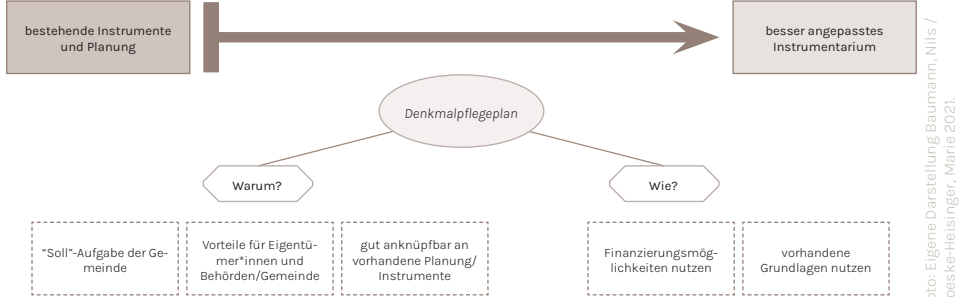 bestehende Instrumente
und Planung
besser angepasstes
Instrumentarium
Denkmalpflegeplan
Warum?
Wie?
“Soll”-Aufgabe der Ge-
meinde
Vorteile für Eigentü-
mer*innen und
Behörden/Gemeinde
gut anknüpfbar an
vorhandene Planung/
Instrumente
Finanzierungsmög-
lichkeiten nutzen
vorhandene
Grundlagen nutzen
Eigene Darstellung Baumann, Nils /
Marie 2021.